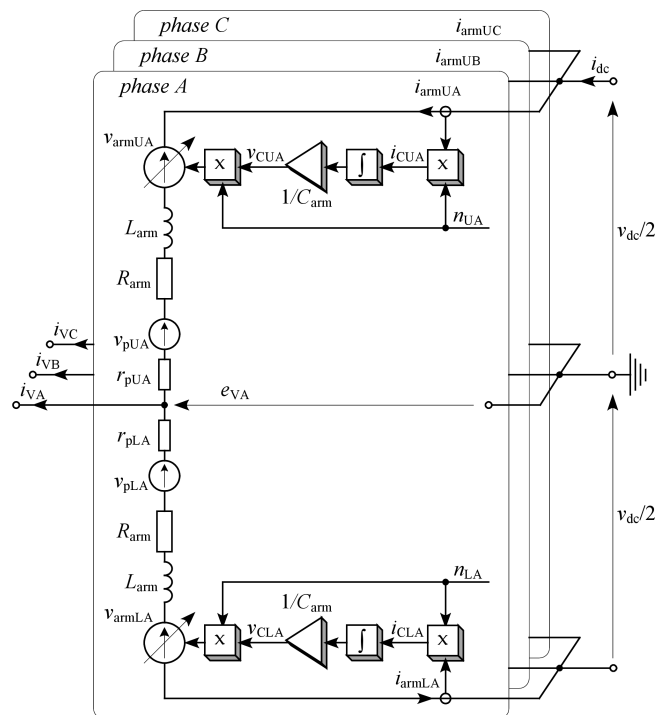 phase C
i_armUC
phase B
i_armUB
i_dc
phase A
i_armUA
v_armUA
x
v_CUA
∫
i_CUA
x
1/C_arm
n_UA
L_arm
v_dc/2
R_arm
v_pUA
i_VC
r_pUA
i_VB
i_VA
e_VA
r_pLA
v_pLA
R_arm
v_dc/2
n_LA
L_arm
1/C_arm
v_armLA
x
v_CLA
∫
i_CLA
x
i_armLA